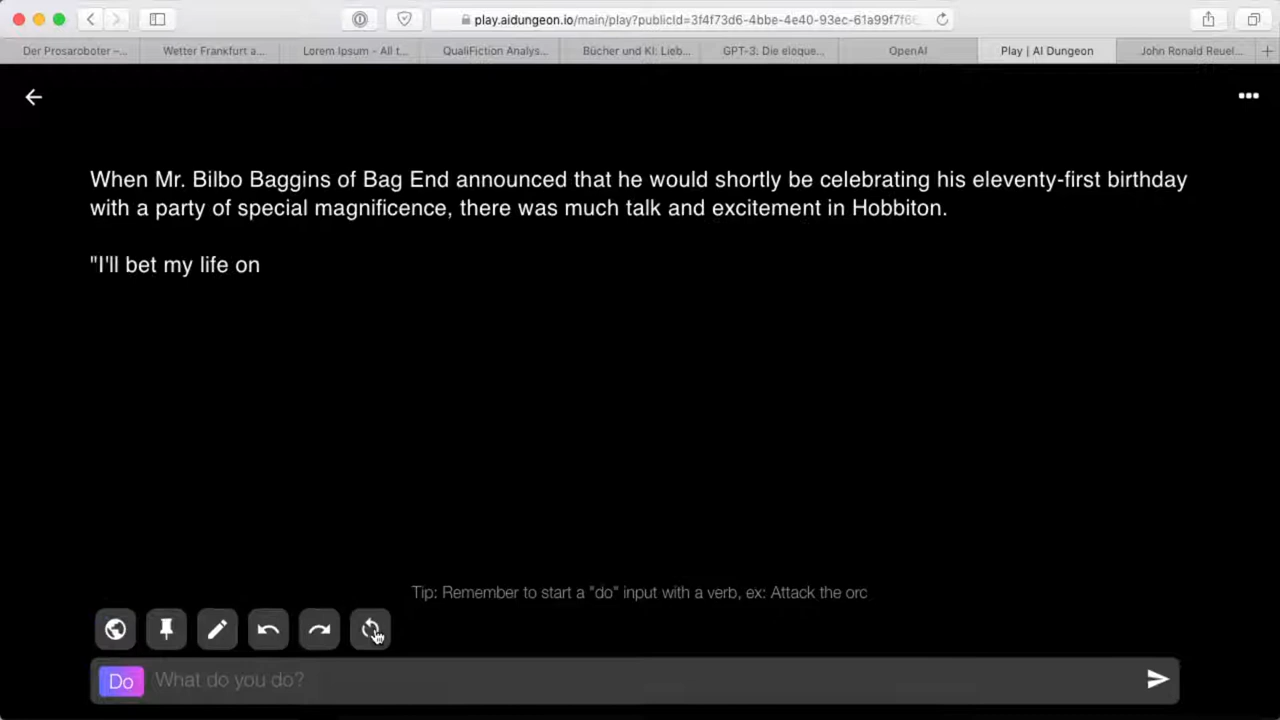 play.aidungeon.io/main/play?publicId=3f4f73d6-4bbe-4e40-93ec-61a99f7f66
Der Prosaroboter –... Wetter Frankfurt a... Lorem Ipsum - All t... QualiFiction Analys... Bücher und KI: Lieb... GPT-3: Die eloque... OpenAI Play | AI Dungeon John Ronald Reuel...
When Mr. Bilbo Baggins of Bag End announced that he would shortly be celebrating his eleventy-first birthday
with a party of special magnificence, there was much talk and excitement in Hobbiton.
"I'll bet my life on
Tip: Remember to start a "do" input with a verb, ex: Attack the orc
Do What do you do?